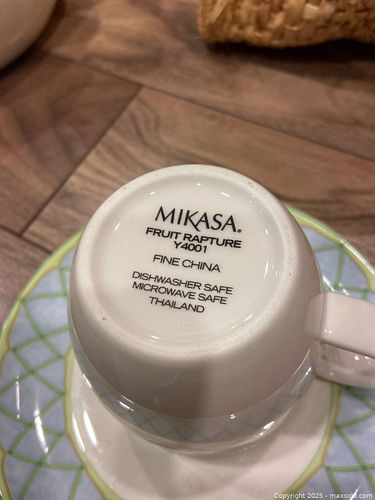 MIKASA®
FRUIT RAPTURE
Y4001
FINE CHINA
DISHWASHER SAFE
MICROWAVE SAFE
THAILAND
Copyright 2025 - maxsold.com